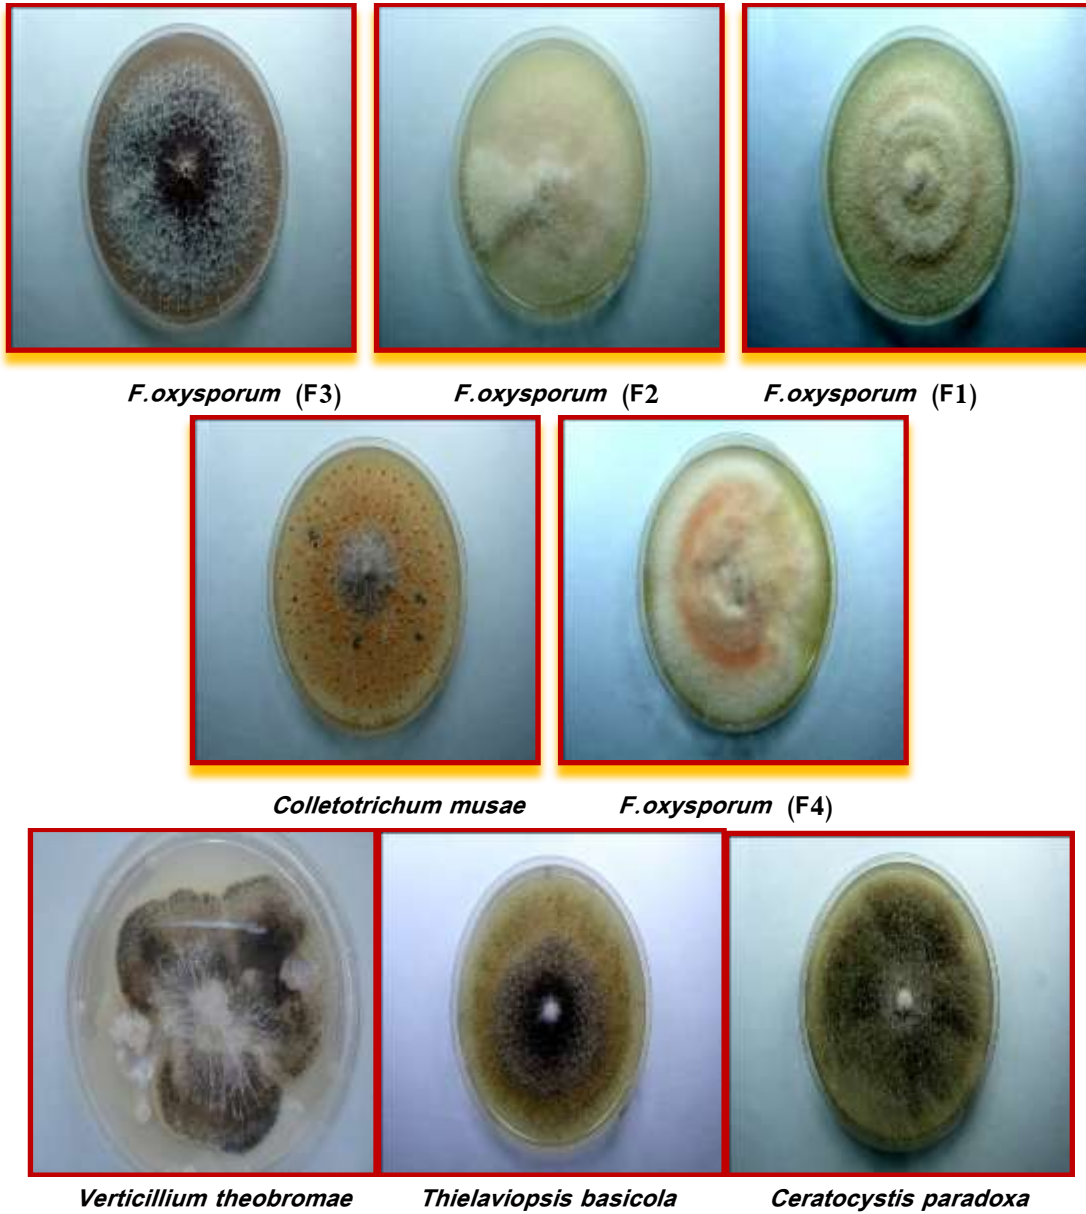 F.oxysporum (F3) F.oxysporum (F2 F.oxysporum (F1)
Colletotrichum musae F.oxysporum (F4)
Verticillium theobromae Thielaviopsis basicola Ceratocystis paradoxa